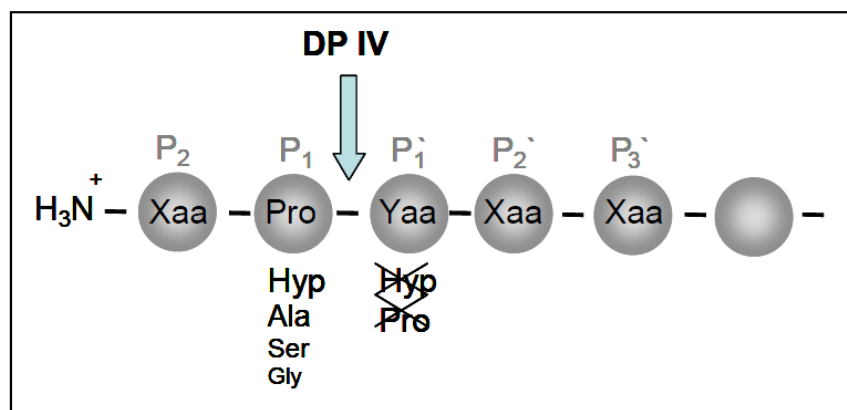 DP IV
P₂ P₁ P₁` P₂` P₃`
H₃N⁺ – Xaa – Pro – Yaa – Xaa – Xaa – –
Hyp Hyp
Ala Pro
Ser
Gly